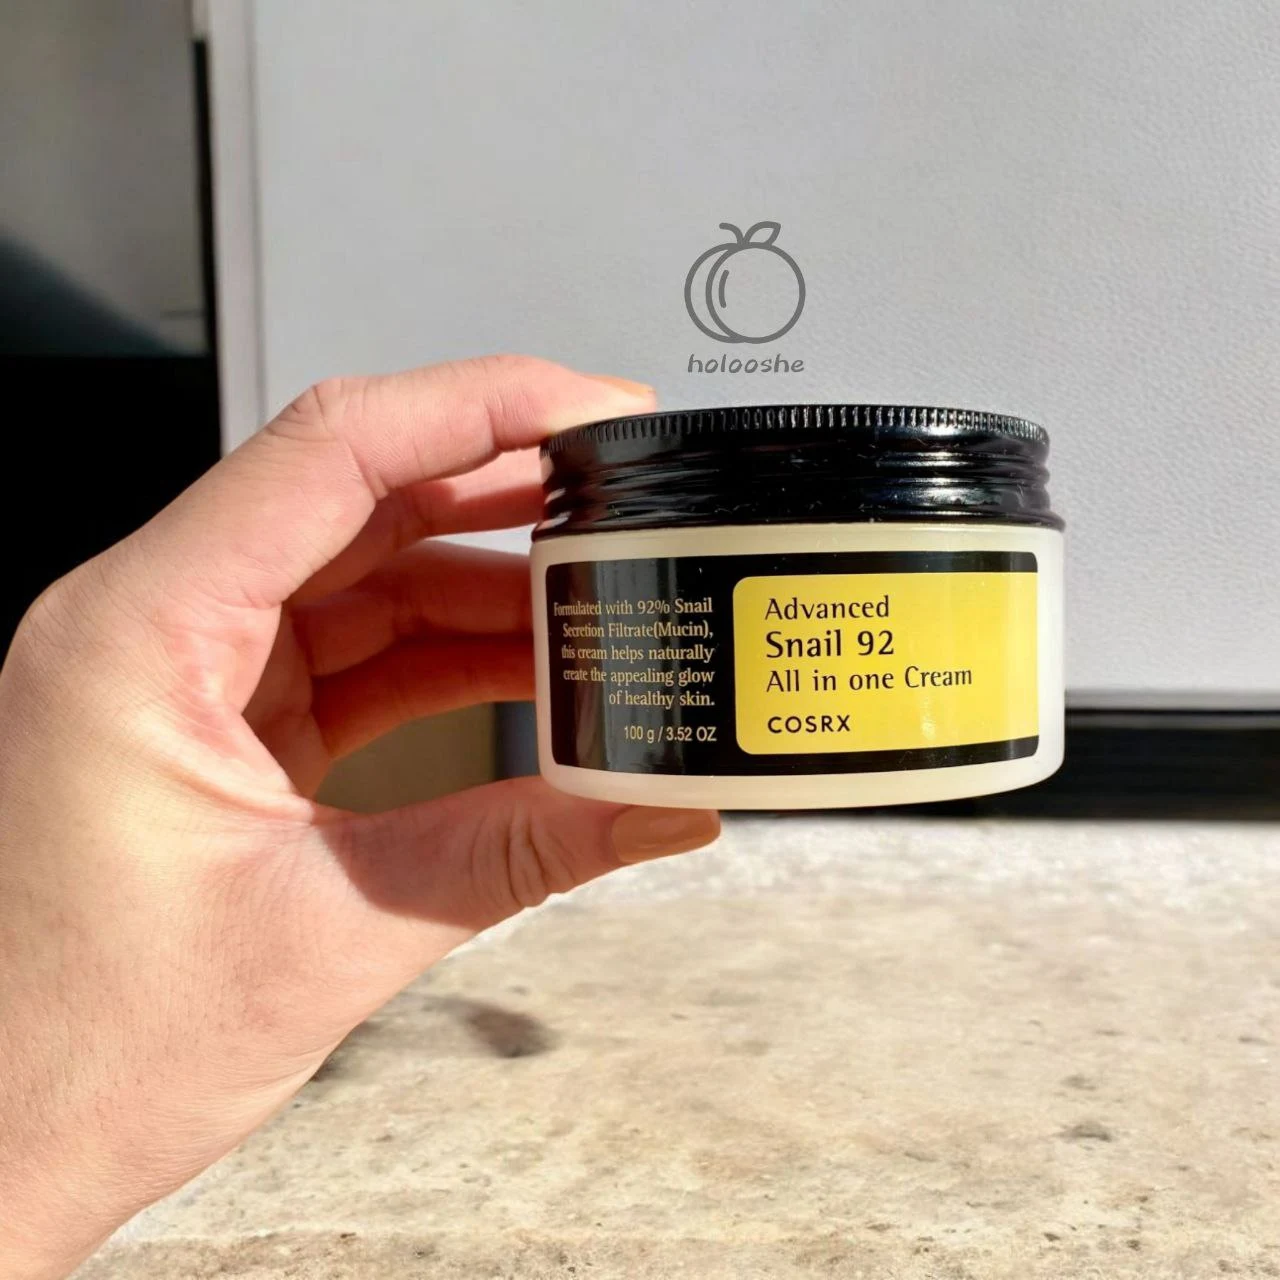 holooshe
Formulated with 92% Snail
Secretion Filtrate(Mucin),
this cream helps naturally
create the appealing glow
of healthy skin.
100 g / 3.52 OZ
Advanced
Snail 92
All in one Cream
COSRX